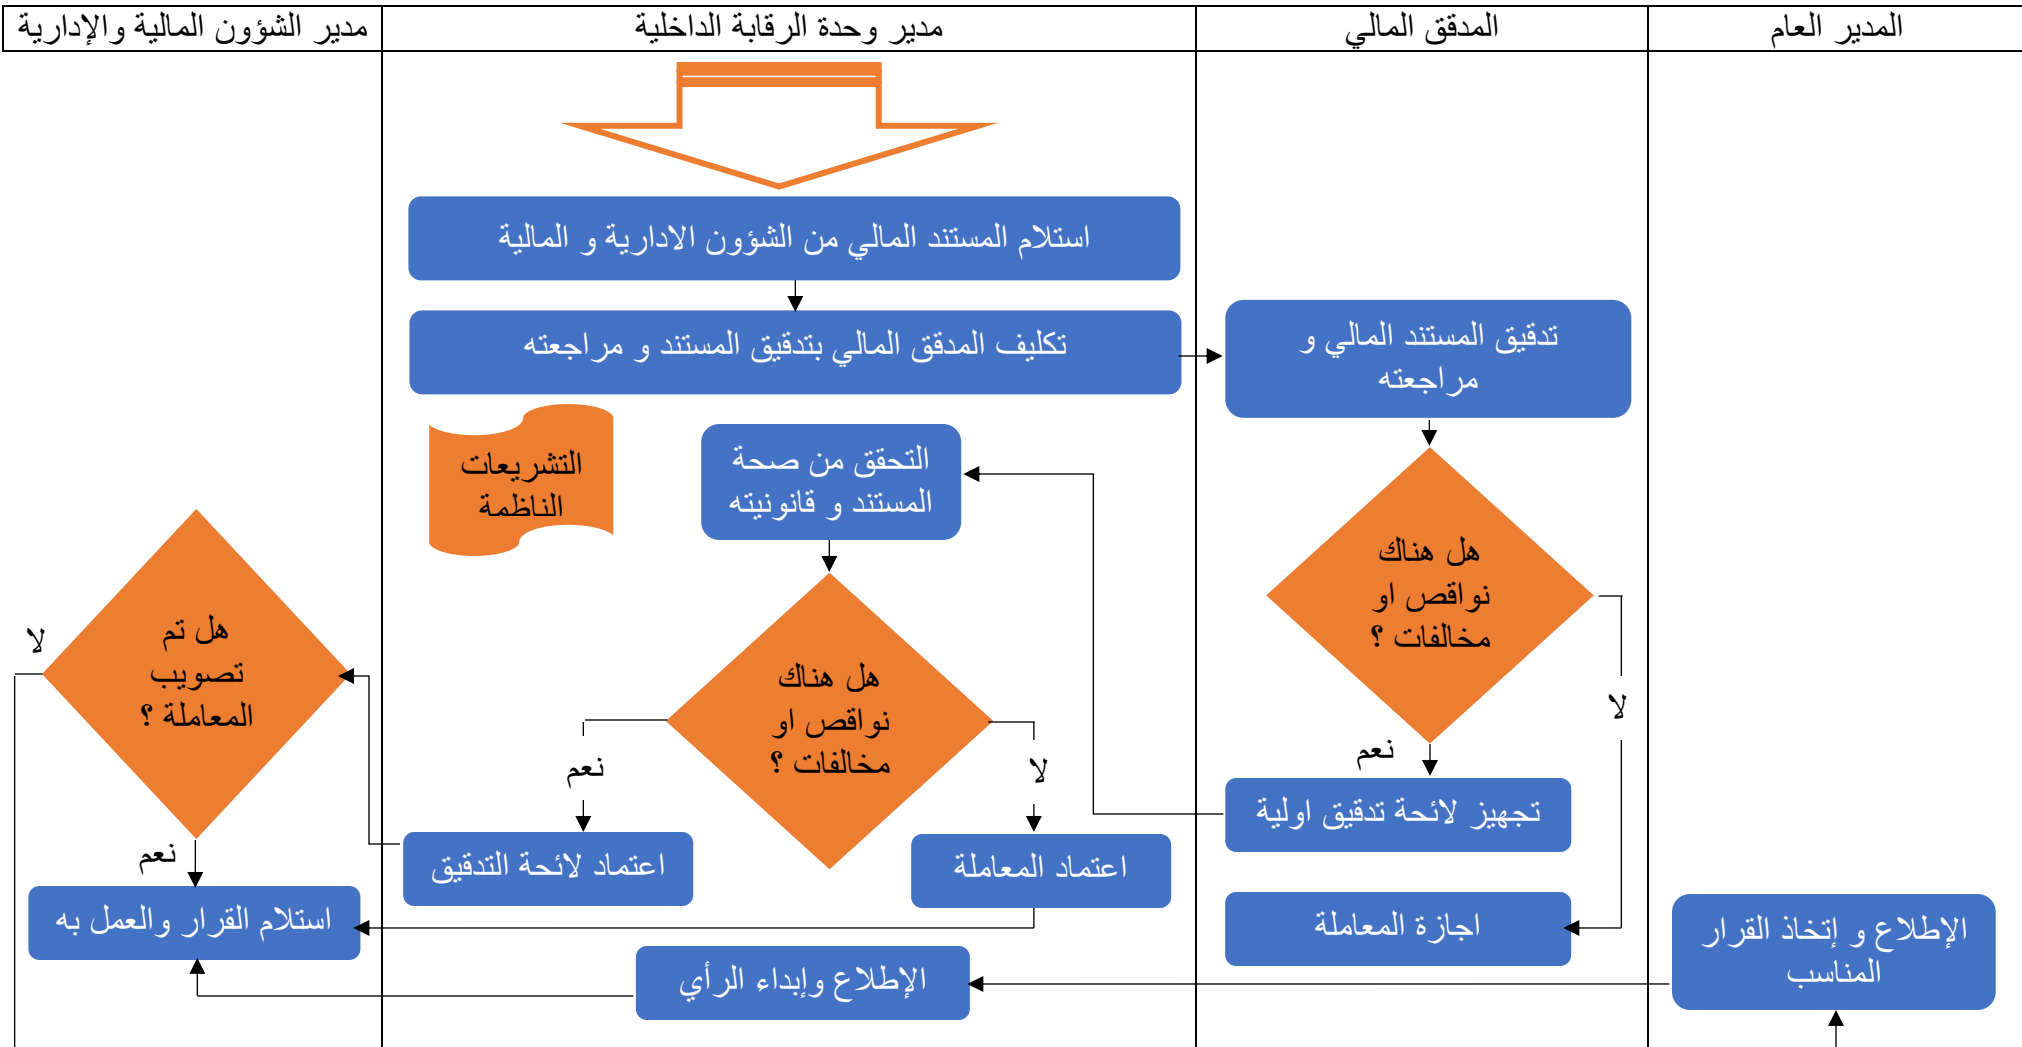 المدير العام
المدقق المالي
مدير وحدة الرقابة الداخلية
مدير الشؤون المالية والإدارية
استلام المستند المالي من الشؤون الادارية و المالية
تكليف المدقق المالي بتدقيق المستند و مراجعته
تدقيق المستند المالي و
مراجعته
التشريعات
الناظمة
التحقق من صحة
المستند و قانونيته
هل هناك
نواقص او
مخالفات ؟
لا
نعم
تجهيز لائحة تدقيق اولية
اجازة المعاملة
هل هناك
نواقص او
مخالفات ؟
لا
نعم
اعتماد المعاملة
اعتماد لائحة التدقيق
هل تم
تصويب
المعاملة ؟
لا
نعم
استلام القرار والعمل به
الإطلاع وإبداء الرأي
الإطلاع و إتخاذ القرار
المناسب